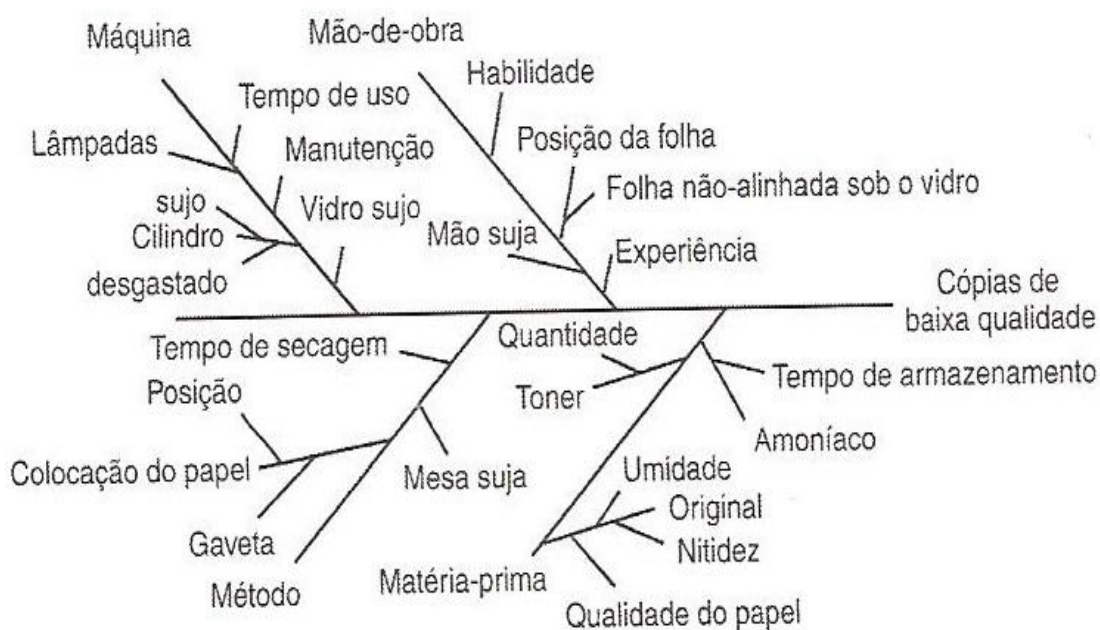 Máquina
Mão-de-obra
Habilidade
Tempo de uso
Lâmpadas
Manutenção
Posição da folha
Folha não-alinhada sob o vidro
sujo
Vidro sujo
Cilindro
Mão suja
Experiência
desgastado
Cópias de
baixa qualidade
Tempo de secagem
Quantidade
Posição
Toner
Tempo de armazenamento
Amoníaco
Colocação do papel
Mesa suja
Umidade
Original
Gaveta
Nitidez
Método
Matéria-prima
Qualidade do papel